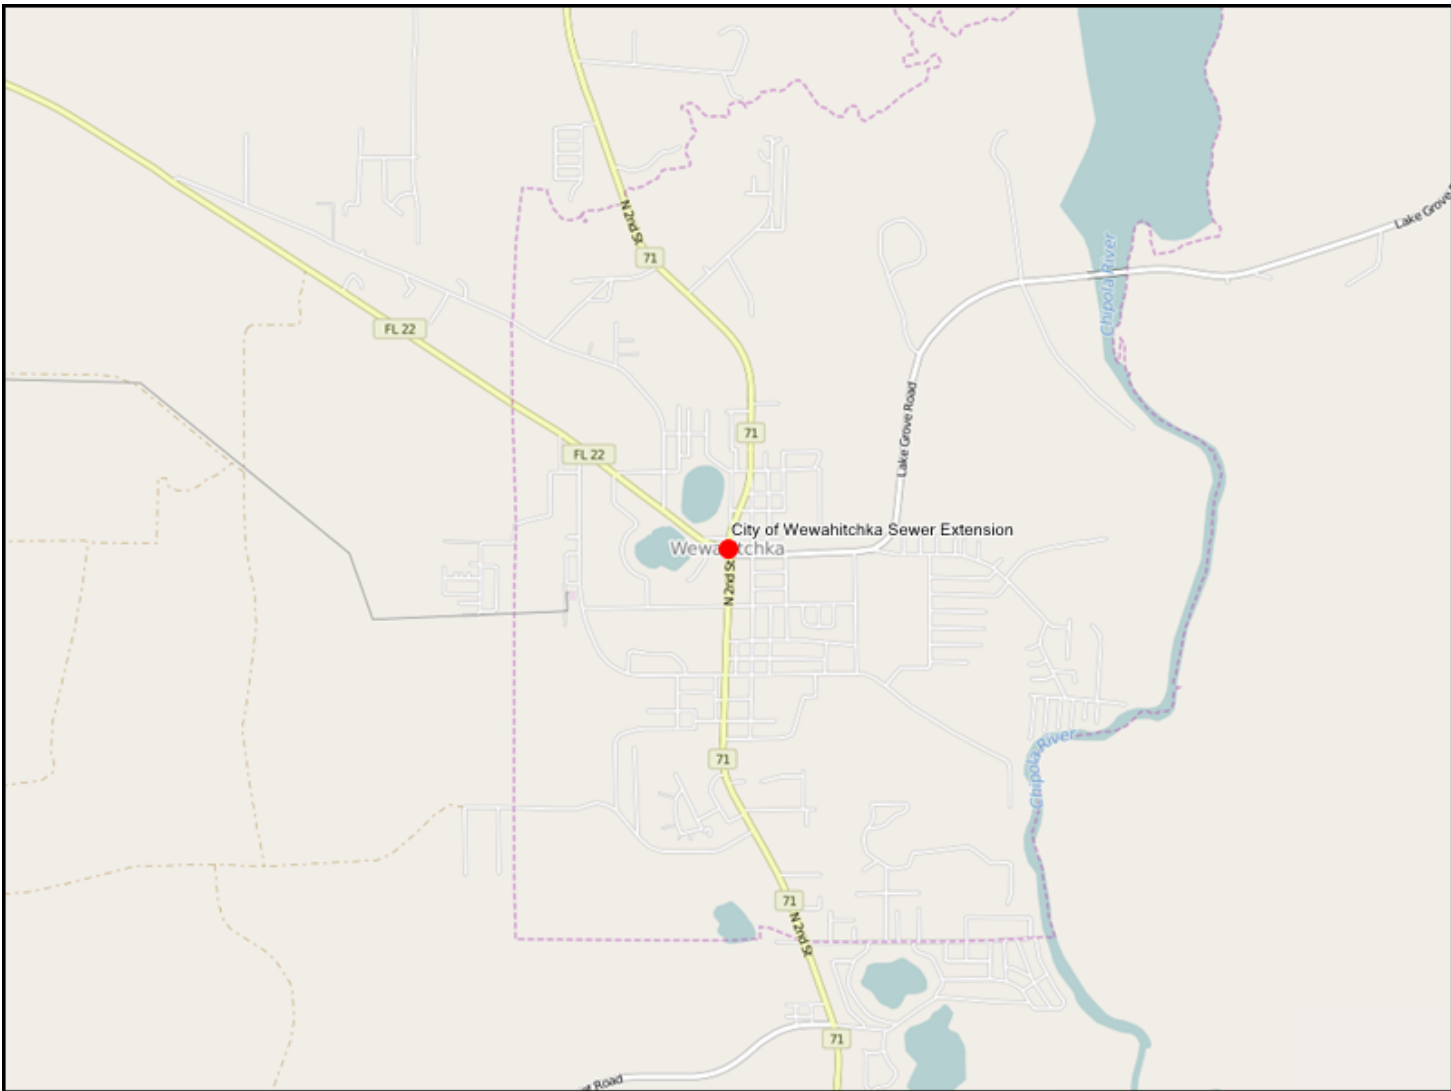 N 2nd St
71
Lake Grove
Chipola River
FL 22
Lake Grove Road
71
FL 22
City of Wewahitchka Sewer Extension
Wewahitchka
N 2nd St
Chipola River
71
71
N 2nd St
71
Road